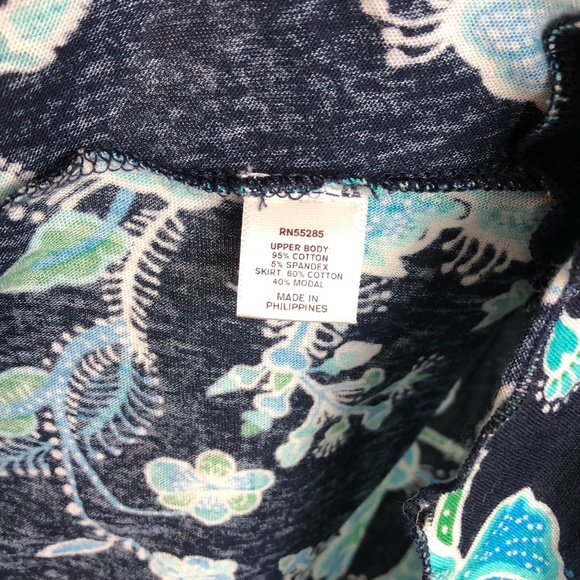 RN55285
UPPER BODY:
95% COTTON
5% SPANDEX
SKIRT: 60% COTTON
40% MODAL
MADE IN
PHILIPPINES